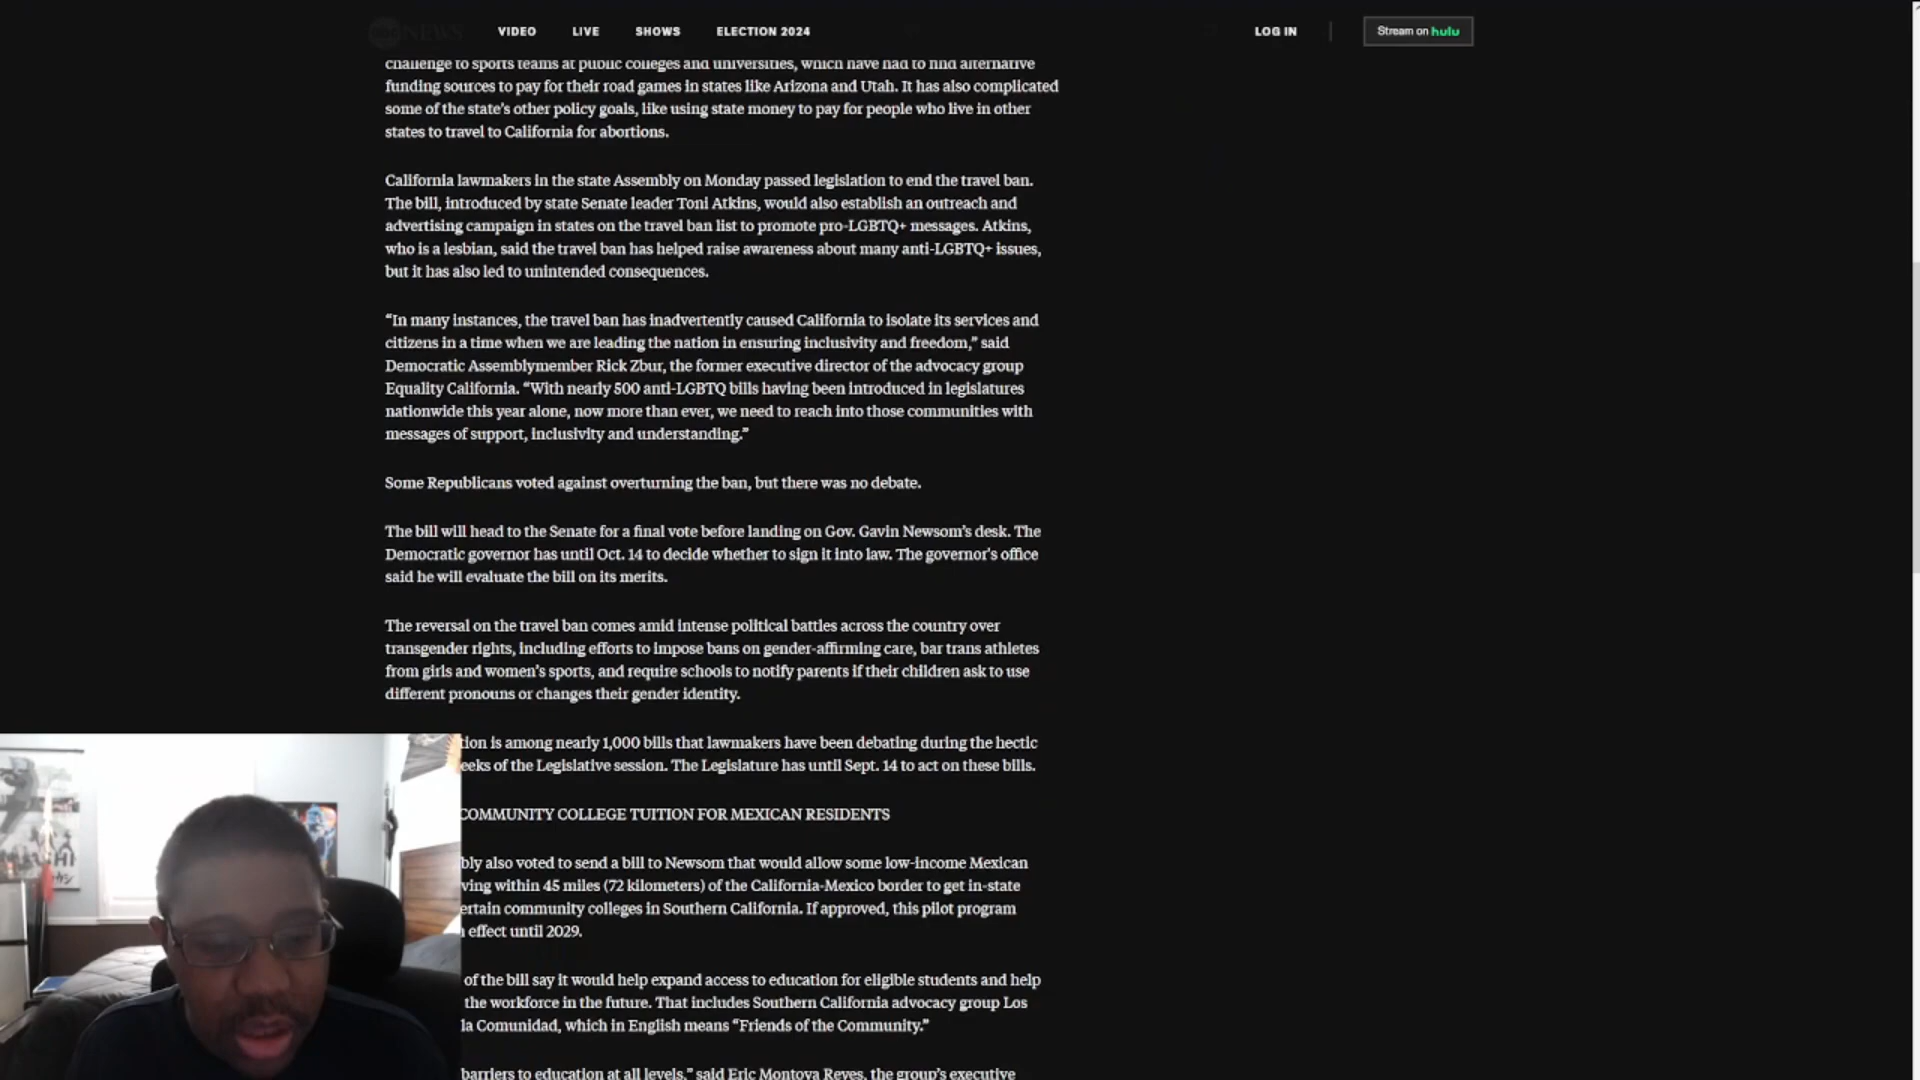 NEWS
VIDEO
LIVE
SHOWS
ELECTION 2024
LOG IN
Stream on hulu
challenge to sports teams at public colleges and universities, which have had to find alternative
funding sources to pay for their road games in states like Arizona and Utah. It has also complicated
some of the state's other policy goals, like using state money to pay for people who live in other
states to travel to California for abortions.
California lawmakers in the state Assembly on Monday passed legislation to end the travel ban.
The bill, introduced by state Senate leader Toni Atkins, would also establish an outreach and
advertising campaign in states on the travel ban list to promote pro-LGBTQ+ messages. Atkins,
who is a lesbian, said the travel ban has helped raise awareness about many anti-LGBTQ+ issues,
but it has also led to unintended consequences.
“In many instances, the travel ban has inadvertently caused California to isolate its services and
citizens in a time when we are leading the nation in ensuring inclusivity and freedom,” said
Democratic Assemblymember Rick Zbur, the former executive director of the advocacy group
Equality California. “With nearly 500 anti-LGBTQ bills having been introduced in legislatures
nationwide this year alone, now more than ever, we need to reach into those communities with
messages of support, inclusivity and understanding.”
Some Republicans voted against overturning the ban, but there was no debate.
The bill will head to the Senate for a final vote before landing on Gov. Gavin Newsom's desk. The
Democratic governor has until Oct. 14 to decide whether to sign it into law. The governor's office
said he will evaluate the bill on its merits.
The reversal on the travel ban comes amid intense political battles across the country over
transgender rights, including efforts to impose bans on gender-affirming care, bar trans athletes
from girls and women's sports, and require schools to notify parents if their children ask to use
different pronouns or changes their gender identity.
tion is among nearly 1,000 bills that lawmakers have been debating during the hectic
eeks of the Legislative session. The Legislature has until Sept. 14 to act on these bills.
COMMUNITY COLLEGE TUITION FOR MEXICAN RESIDENTS
bly also voted to send a bill to Newsom that would allow some low-income Mexican
ving within 45 miles (72 kilometers) of the California-Mexico border to get in-state
ertain community colleges in Southern California. If approved, this pilot program
effect until 2029.
of the bill say it would help expand access to education for eligible students and help
the workforce in the future. That includes Southern California advocacy group Los
la Comunidad, which in English means “Friends of the Community.”
barriers to education at all levels,” said Eric Montoya Reyes, the group's executive